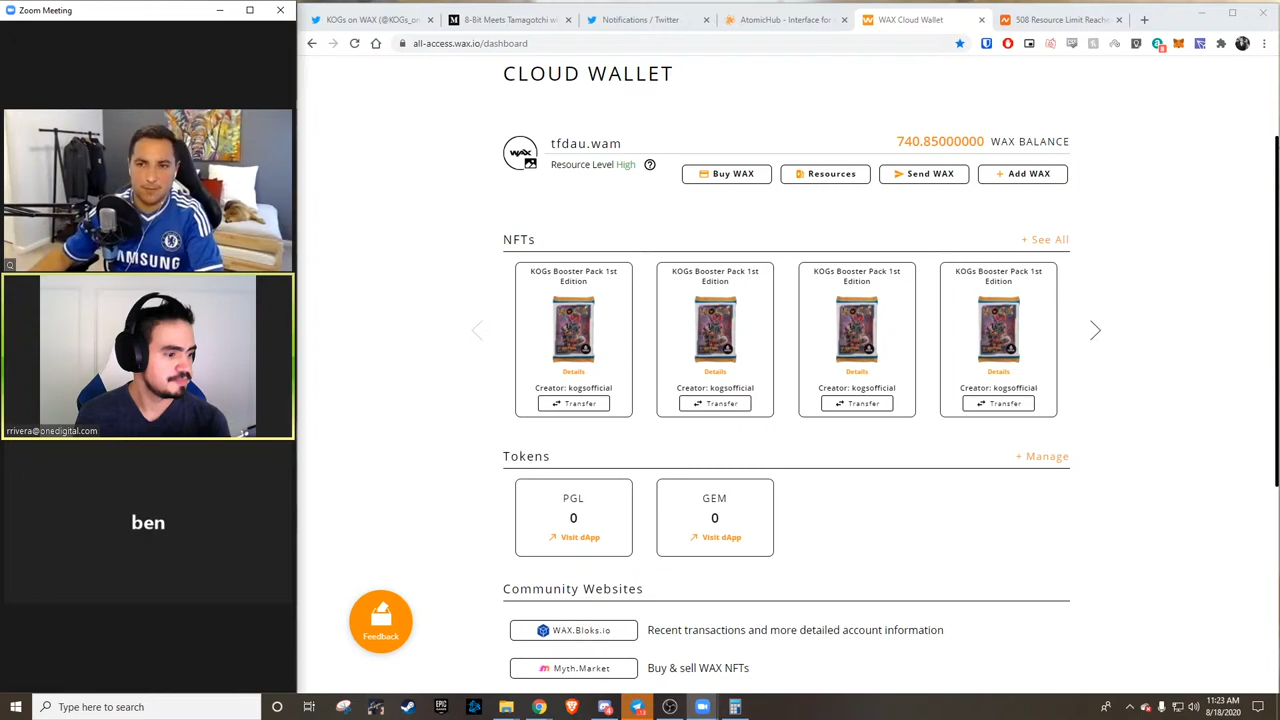 Zoom Meeting
rrivera@onedigital.com
ben
KOGs on WAX (@KOGs_on
8-Bit Meets Tamagotchi wi
Notifications / Twitter
AtomicHub - Interface for
WAX Cloud Wallet
508 Resource Limit Reache
all-access.wax.io/dashboard
CLOUD WALLET
WAX
tfdau.wam
740.85000000 WAX BALANCE
Resource Level High
Buy WAX
Resources
Send WAX
Add WAX
NFTs
+ See All
KOGs Booster Pack 1st
Edition
Details
Creator: kogsofficial
Transfer
KOGs Booster Pack 1st
Edition
Details
Creator: kogsofficial
Transfer
KOGs Booster Pack 1st
Edition
Details
Creator: kogsofficial
Transfer
KOGs Booster Pack 1st
Edition
Details
Creator: kogsofficial
Transfer
Tokens
+ Manage
PGL
0
Visit dApp
GEM
0
Visit dApp
Community Websites
WAX.Bloks.io
Recent transactions and more detailed account information
Myth.Market
Buy & sell WAX NFTs
Feedback
SAMSUNG
Type here to search
EPIC
11:23 AM
8/18/2020